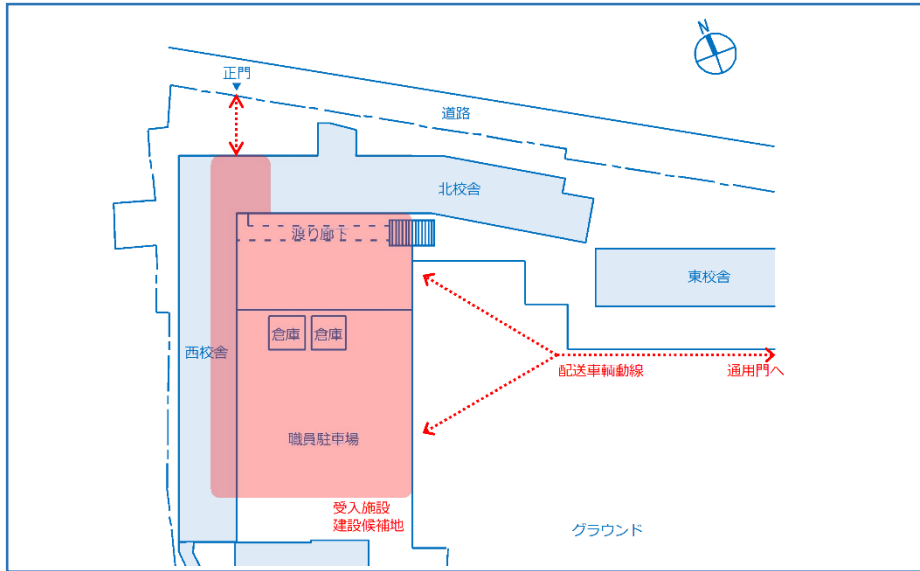 N
正門
道路
北校舎
渡り廊下
東校舎
倉庫
倉庫
西校舎
配送車輌動線
通用門へ
職員駐車場
受入施設
建設候補地
グラウンド